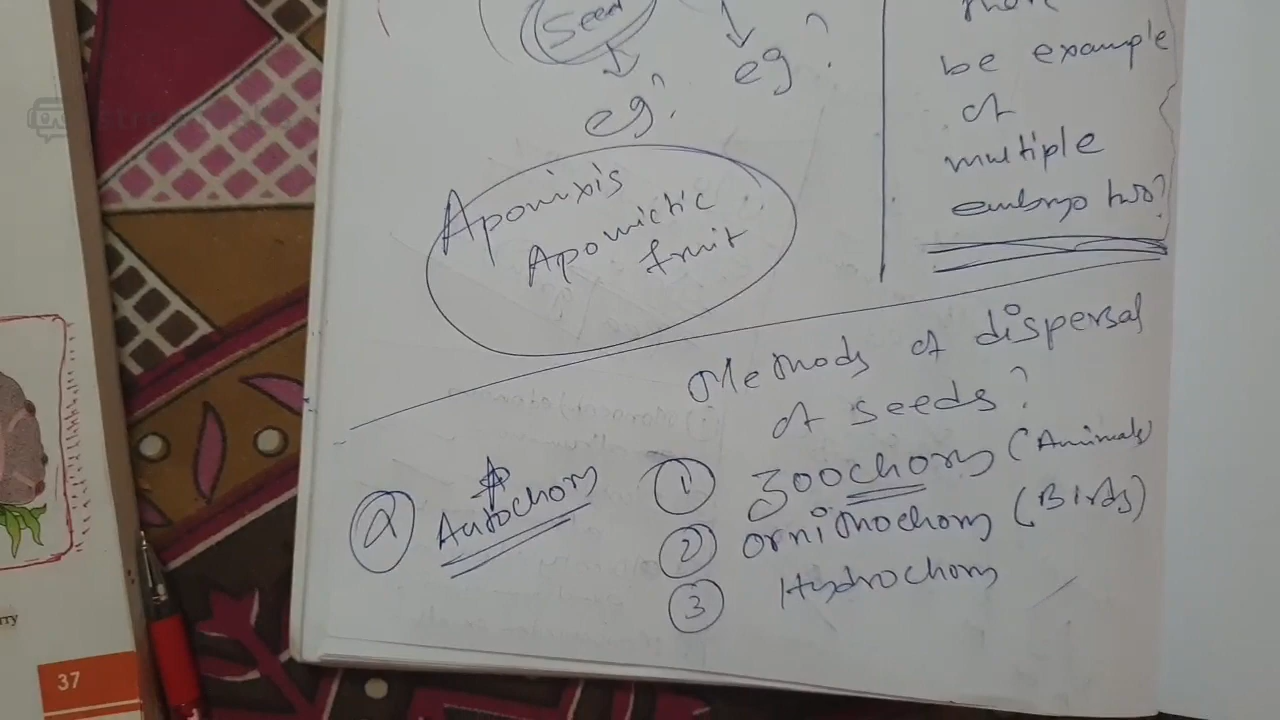 Seed
eg?
eg?
Apomixis
Apomictic
fruit
be example
of
multiple
embryo two?
Methods of dispersal
of seeds?
① Zoochory (Animals)
② Ornithochory (Birds)
③ Hydrochory
Autochory
37